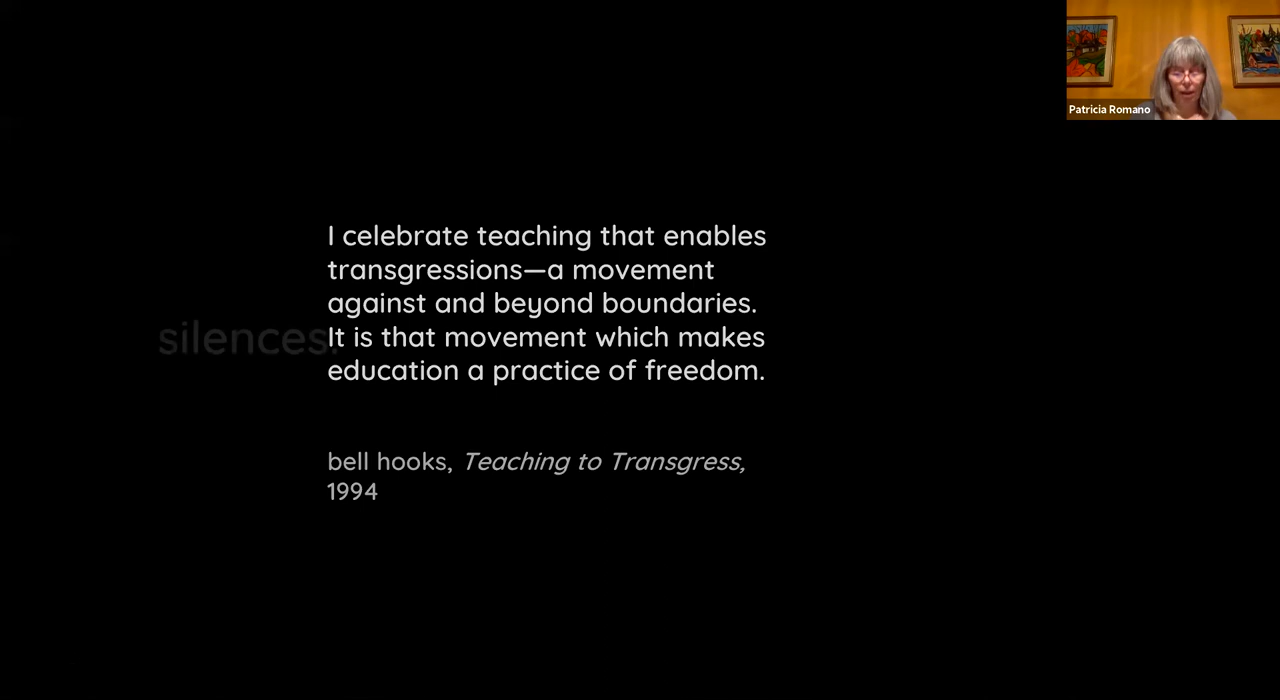 Patricia Romano
I celebrate teaching that enables
transgressions—a movement
against and beyond boundaries.
silences.
It is that movement which makes
education a practice of freedom.
bell hooks, Teaching to Transgress,
1994